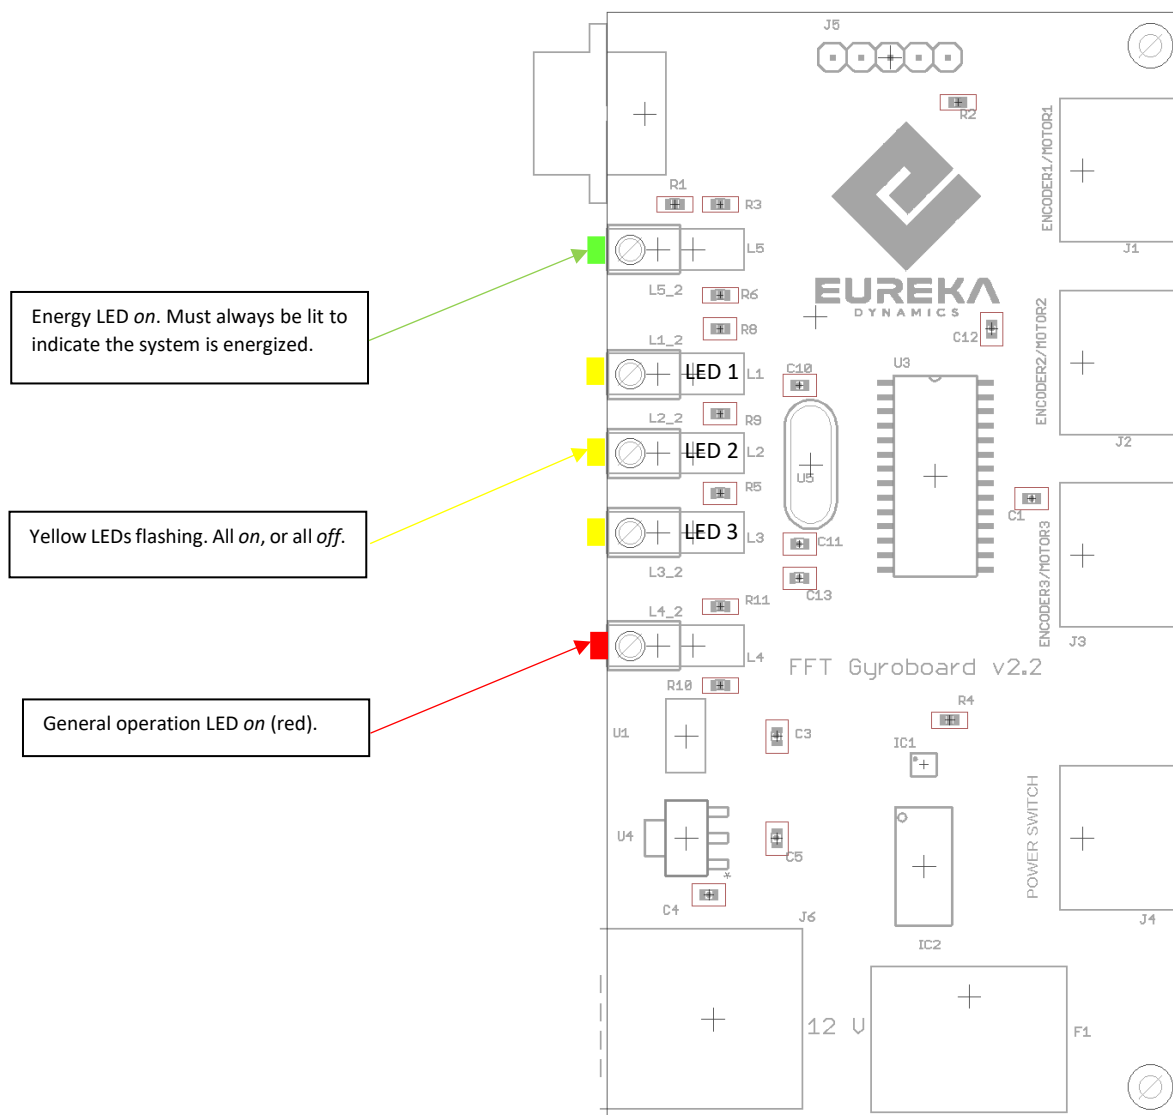 J5
R2
ENCODER1/MOTOR1
J1
R1
R3
L5
L5_2
EUREKA
DYNAMICS
R6
R8
C12
ENCODER2/MOTOR2
J2
Energy LED on. Must always be lit to
indicate the system is energized.
L1_2
LED 1
L1
C10
U3
L2_2
R9
LED 2
L2
U5
R5
C1
Yellow LEDs flashing. All on, or all off.
LED 3
L3
C11
L3_2
C13
ENCODER3/MOTOR3
J3
R11
L4_2
L4
FFT Gyroboard v2.2
R10
General operation LED on (red).
U1
C3
R4
IC1
POWER SWITCH
J4
U4
*
C5
C4
J6
IC2
12 V
F1